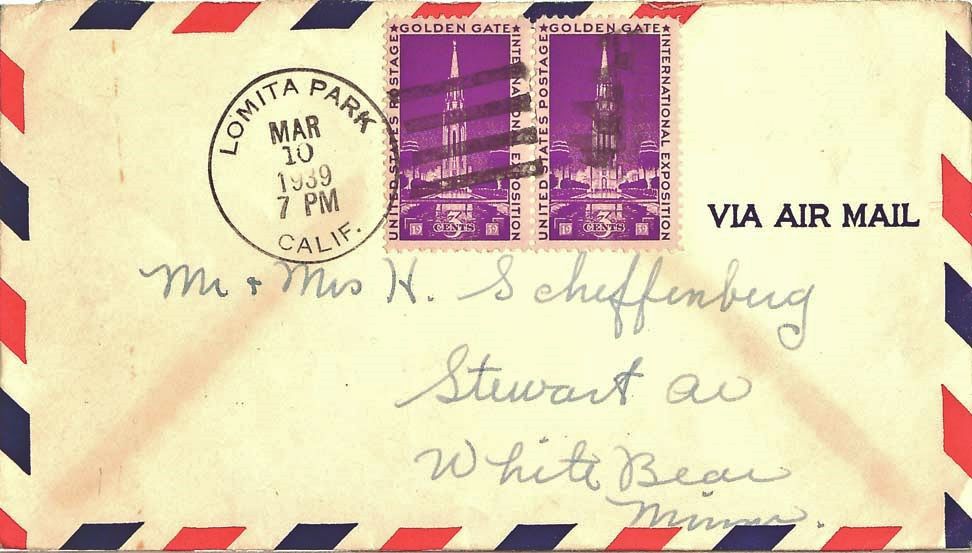 LOMITA PARK
MAR
10
1939
7 PM
CALIF.
UNITED STATES POSTAGE
★GOLDEN GATE★
INTERNATIONAL EXPOSITION
19 3 39
CENTS
UNITED STATES POSTAGE
★GOLDEN GATE★
INTERNATIONAL EXPOSITION
19 3 39
CENTS
VIA AIR MAIL
Mr + Mrs H. Scheffenberg
Stewart Av
White Bear
Minn.